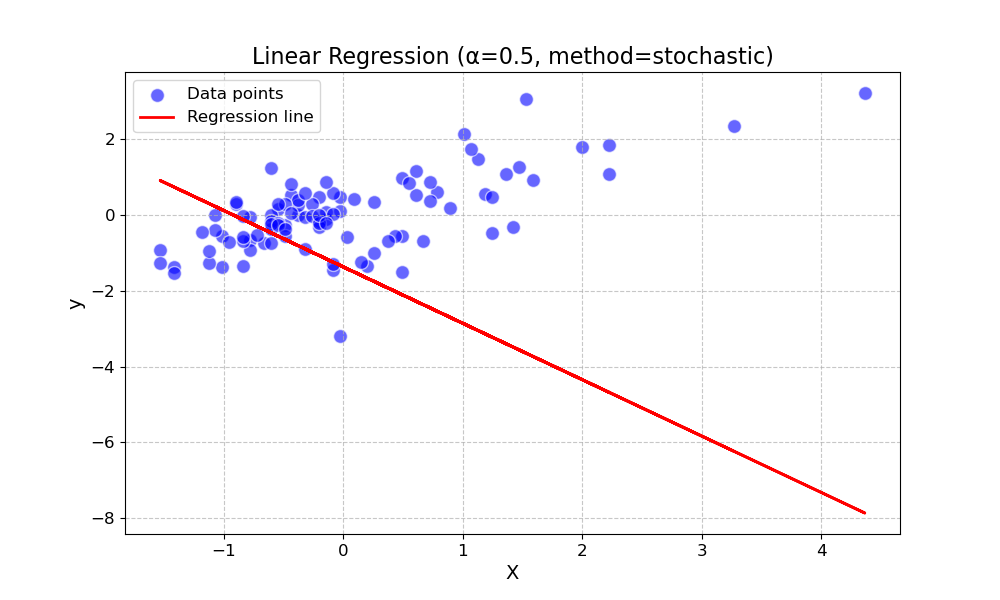 Linear Regression (α=0.5, method=stochastic)
Data points
Regression line
2
0
−2
−4
−6
−8
y
−1
0
1
2
3
4
X